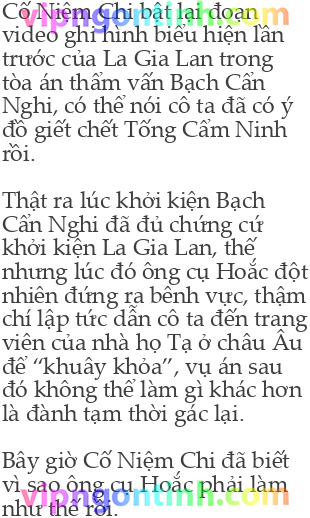 vipngontinh.com
Cố Niệm Chi bật lại đoạn
video ghi hình biểu hiện lần
trước của La Gia Lan trong
tòa án thẩm vấn Bạch Cẩn
Nghi, có thể nói cô ta đã có ý
đồ giết chết Tống Cẩm Ninh
rồi.
Thật ra lúc khởi kiện Bạch
Cẩn Nghi đã đủ chứng cứ
khởi kiện La Gia Lan, thế
nhưng lúc đó ông cụ Hoắc đột
nhiên đứng ra bênh vực, thậm
chí lập tức dẫn cô ta đến trang
viên của nhà họ Tạ ở châu Âu
để “khuây khỏa”, vụ án sau
đó không thể làm gì khác hơn
là đành tạm thời gác lại.
Bây giờ Cố Niệm Chi đã biết
vì sao ông cụ Hoắc phải làm
vipngontinh.com
như thế rồi.